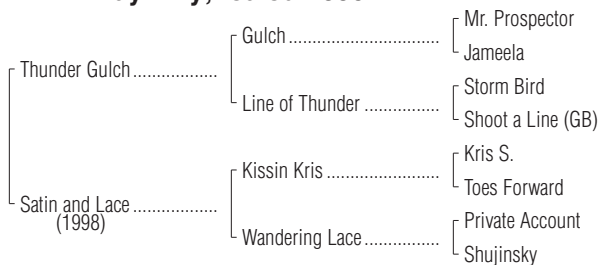 Mr. Prospector
Gulch
Jameela
Thunder Gulch
Storm Bird
Line of Thunder
Shoot a Line (GB)
Kris S.
Kissin Kris
Toes Forward
Satin and Lace
(1998)
Private Account
Wandering Lace
Shujinsky